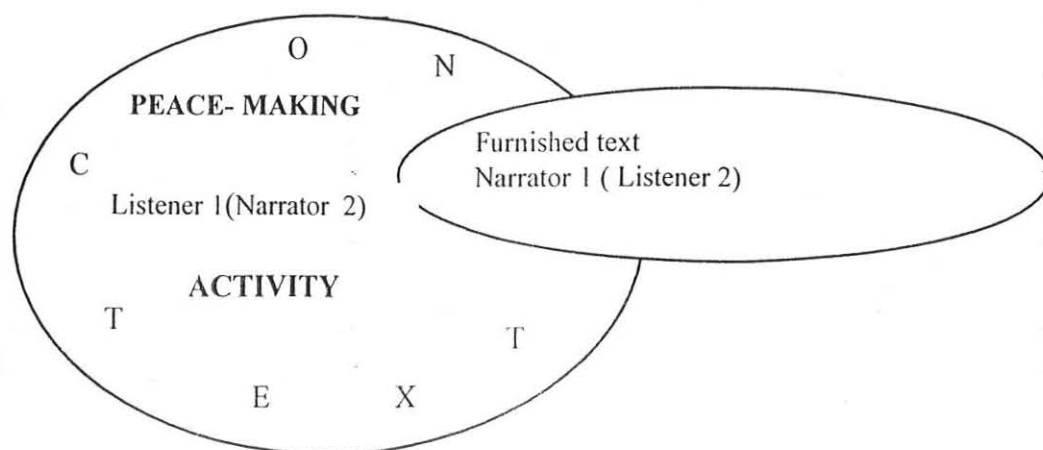 O
N
PEACE- MAKING
Furnished text
C
Narrator 1 ( Listener 2)
Listener 1(Narrator 2)
ACTIVITY
T
T
E
X